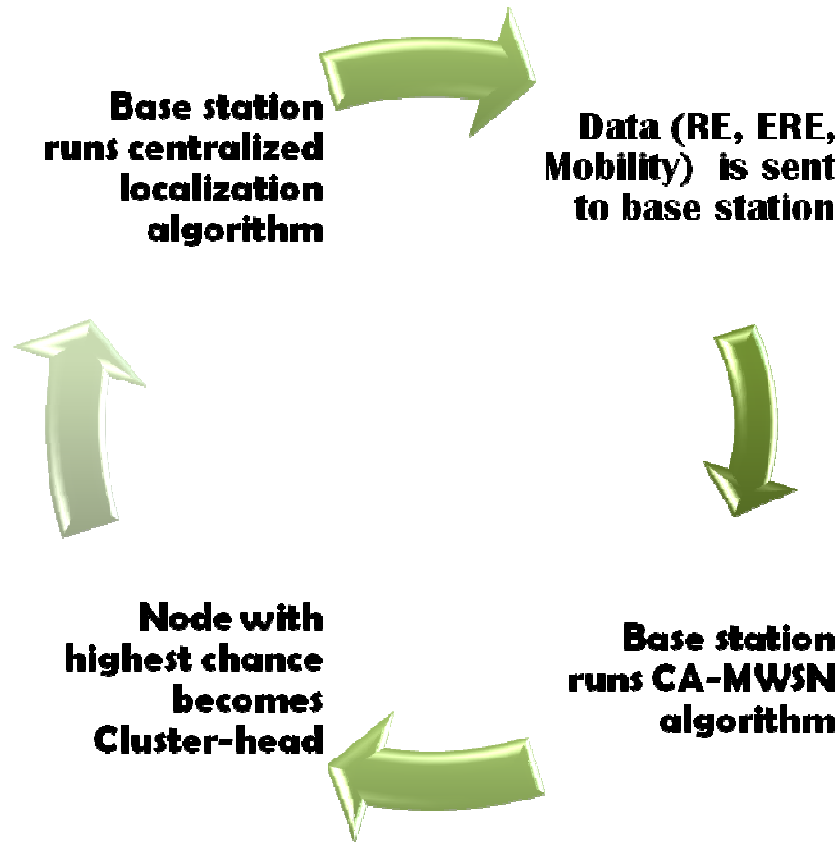 Base station
runs centralized
localization
algorithm
Data (RE, ERE,
Mobility) is sent
to base station
Base station
runs CA-MWSN
algorithm
Node with
highest chance
becomes
Cluster-head